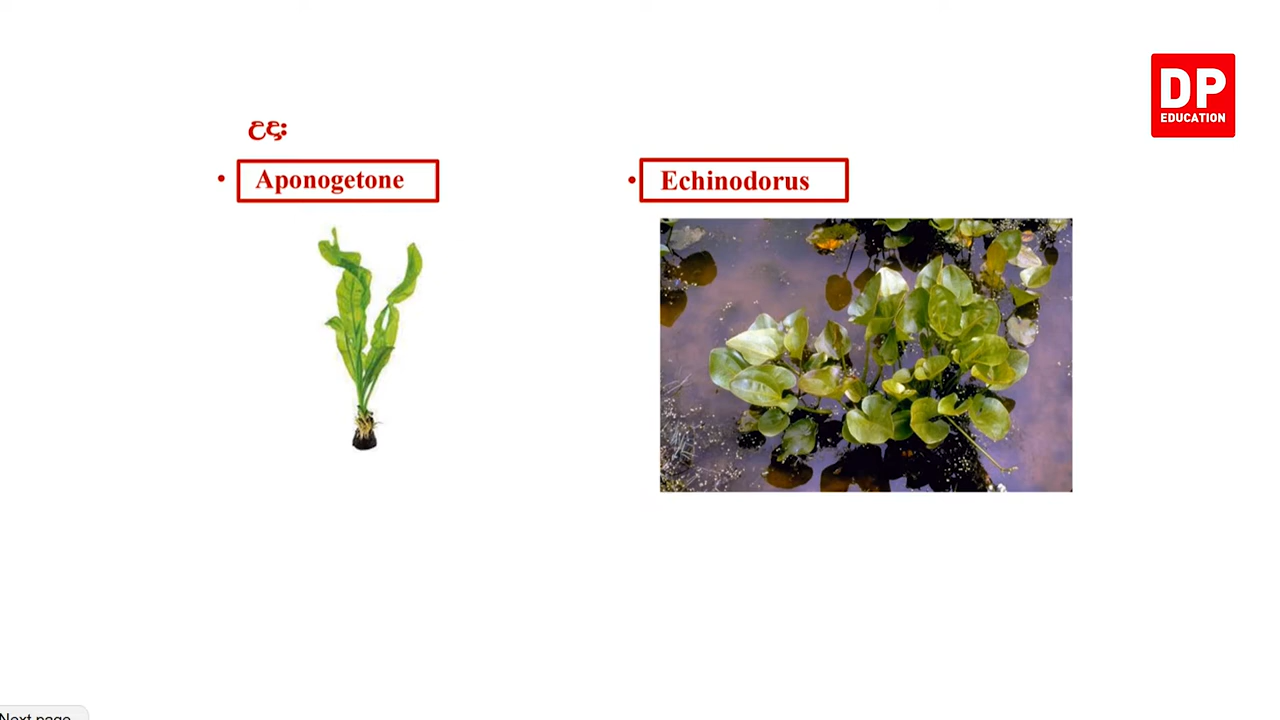 DP
EDUCATION
උදා:
• Aponogetone
• Echinodorus
Next page